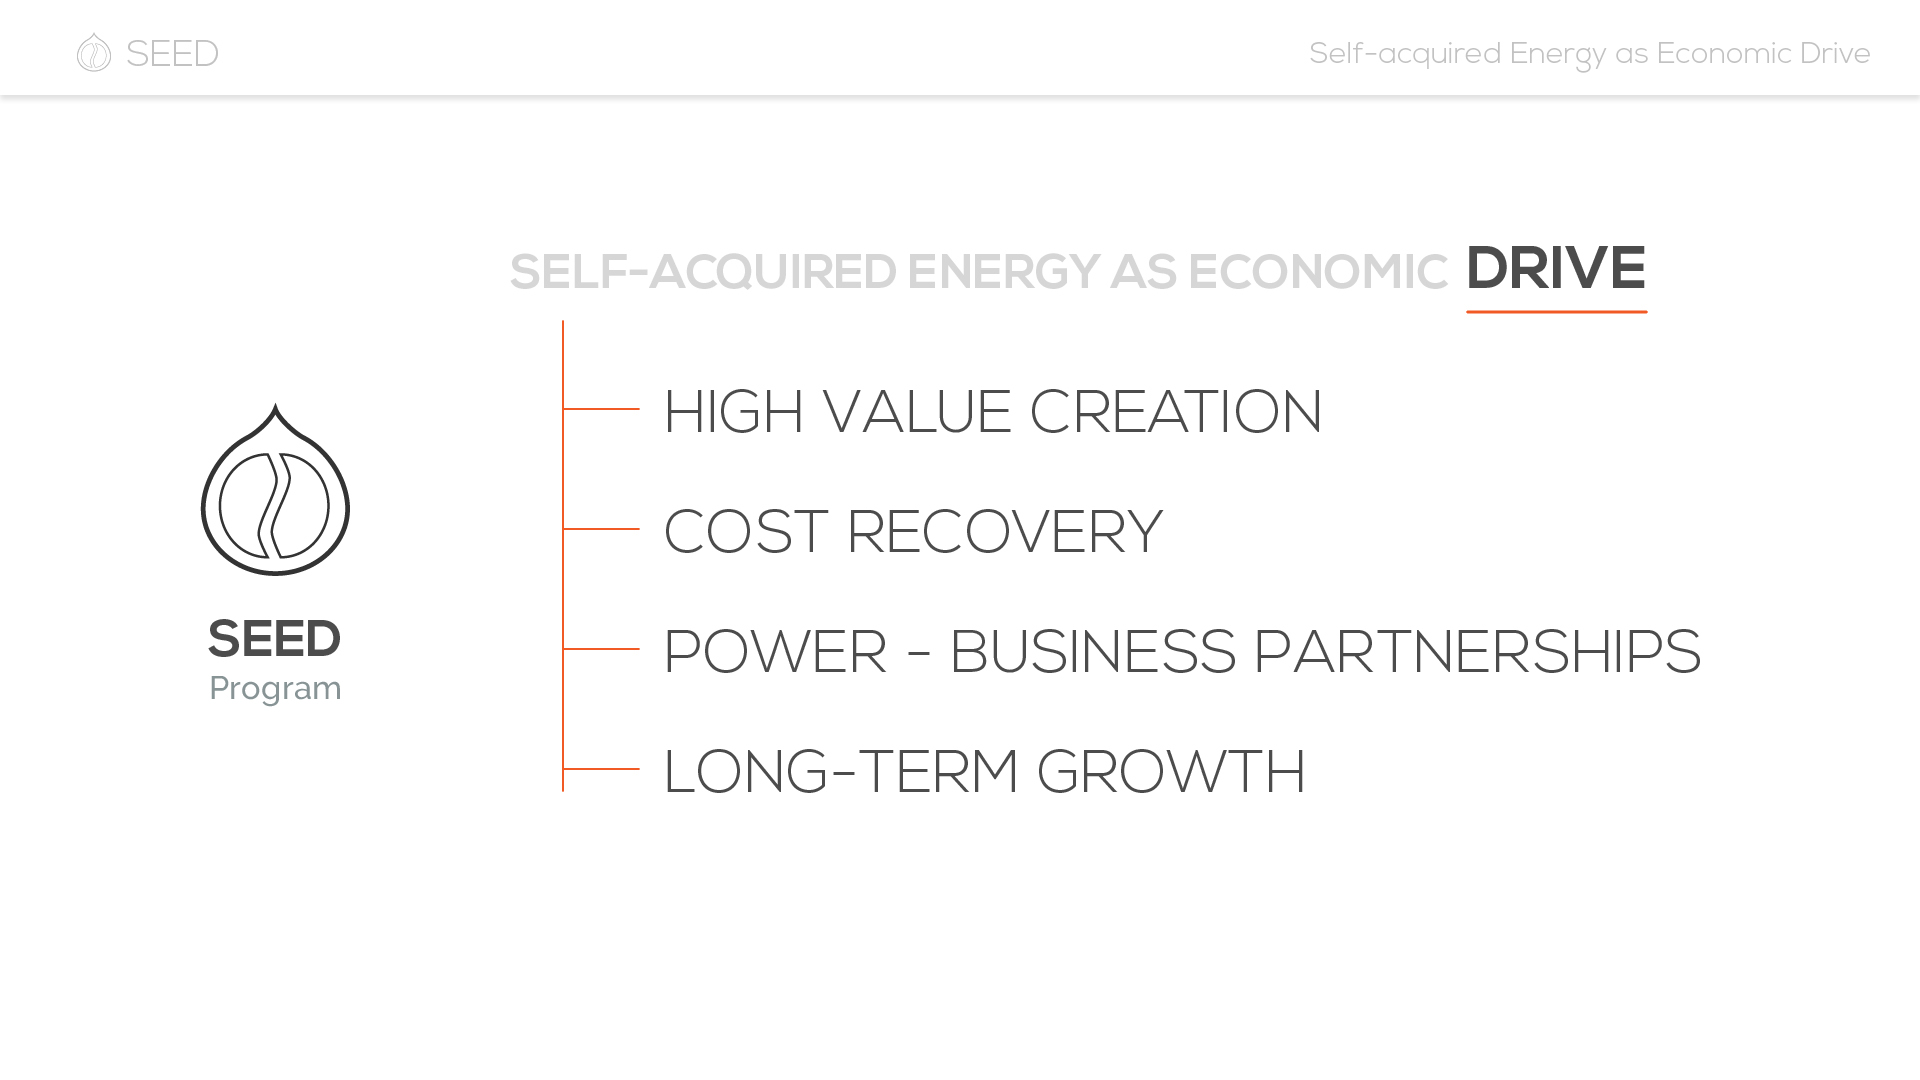 SEED
Self-acquired Energy as Economic Drive
SELF-ACQUIRED ENERGY AS ECONOMIC DRIVE
HIGH VALUE CREATION
COST RECOVERY
POWER - BUSINESS PARTNERSHIPS
LONG-TERM GROWTH
SEED
Program